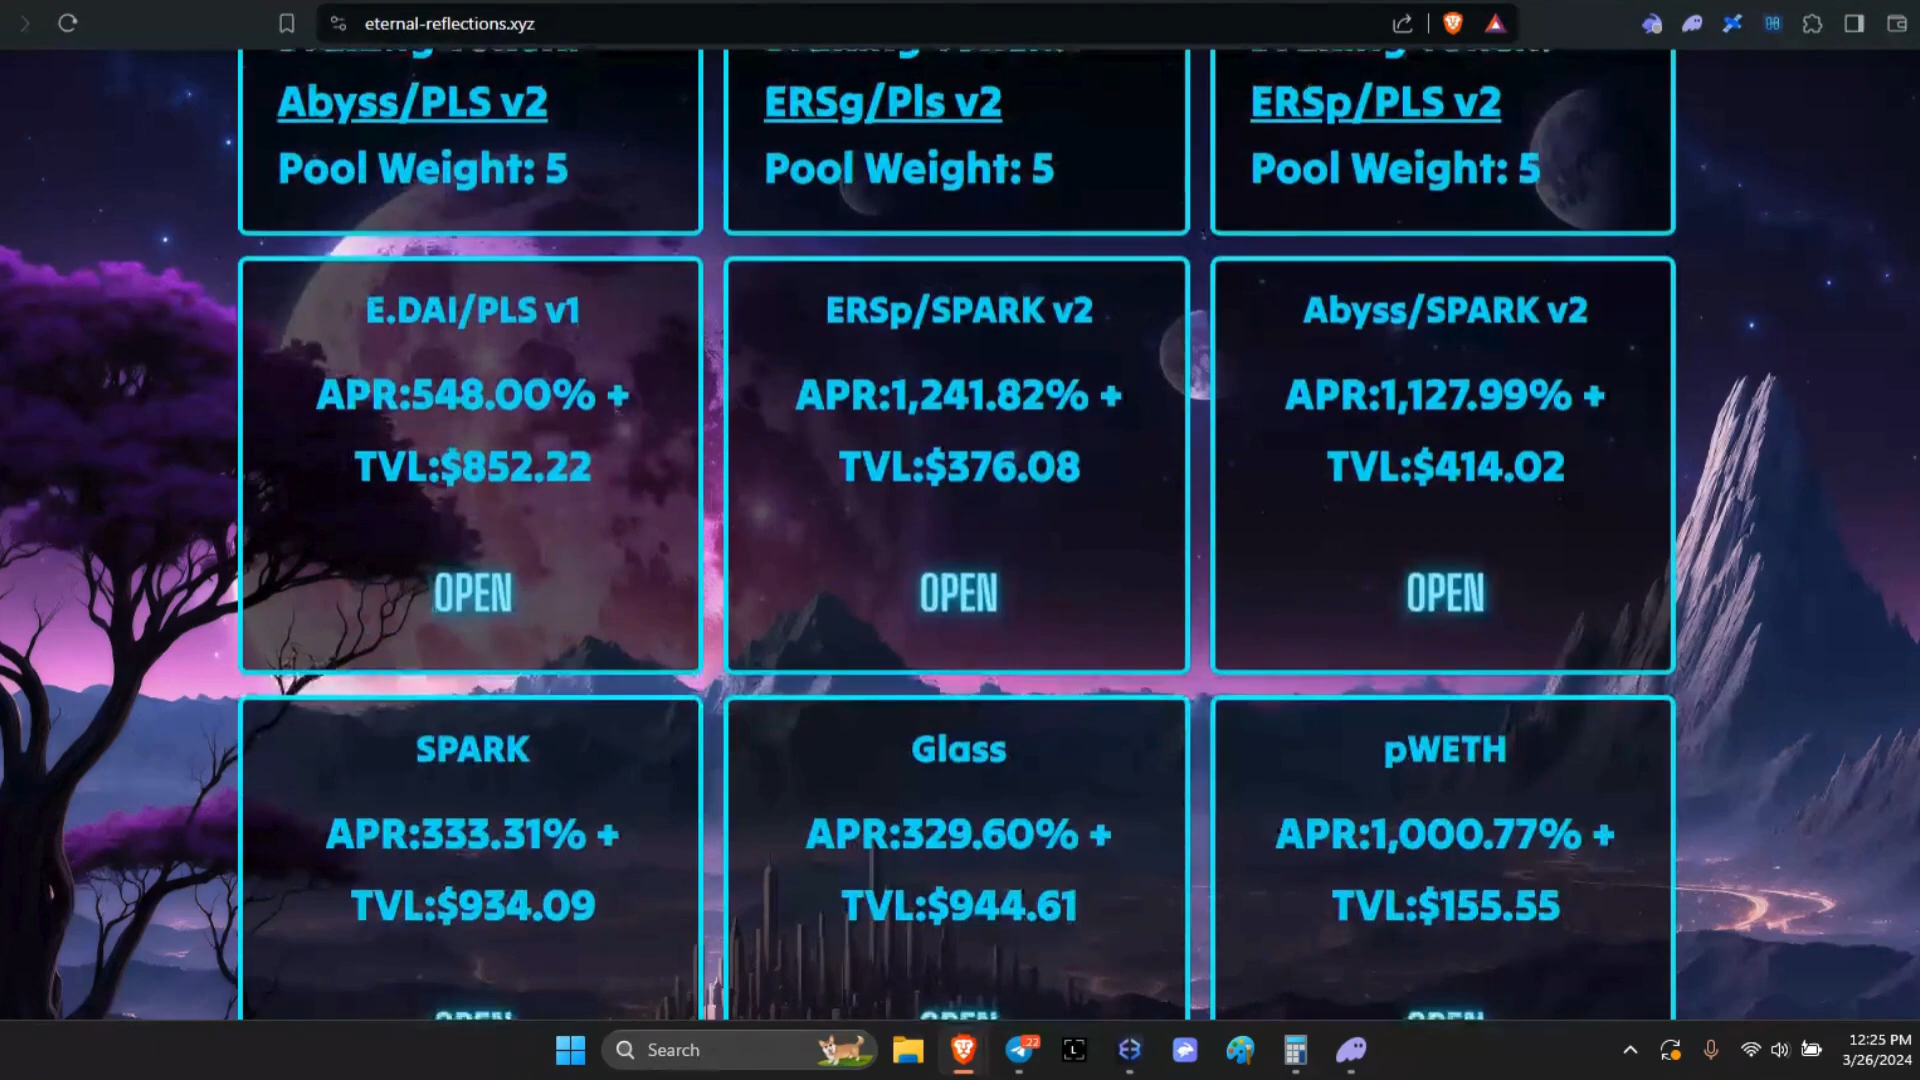 eternal-reflections.xyz
Abyss/PLS v2
ERSg/Pls v2
ERSp/PLS v2
Pool Weight: 5
Pool Weight: 5
Pool Weight: 5
E.DAI/PLS v1
ERSp/SPARK v2
Abyss/SPARK v2
APR:548.00% +
APR:1,241.82% +
APR:1,127.99% +
TVL:$852.22
TVL:$376.08
TVL:$414.02
OPEN
OPEN
OPEN
SPARK
Glass
pWETH
APR:333.31% +
APR:329.60% +
APR:1,000.77% +
TVL:$934.09
TVL:$944.61
TVL:$155.55
OPEN
OPEN
OPEN
Search
22
L
12:25 PM
3/26/2024